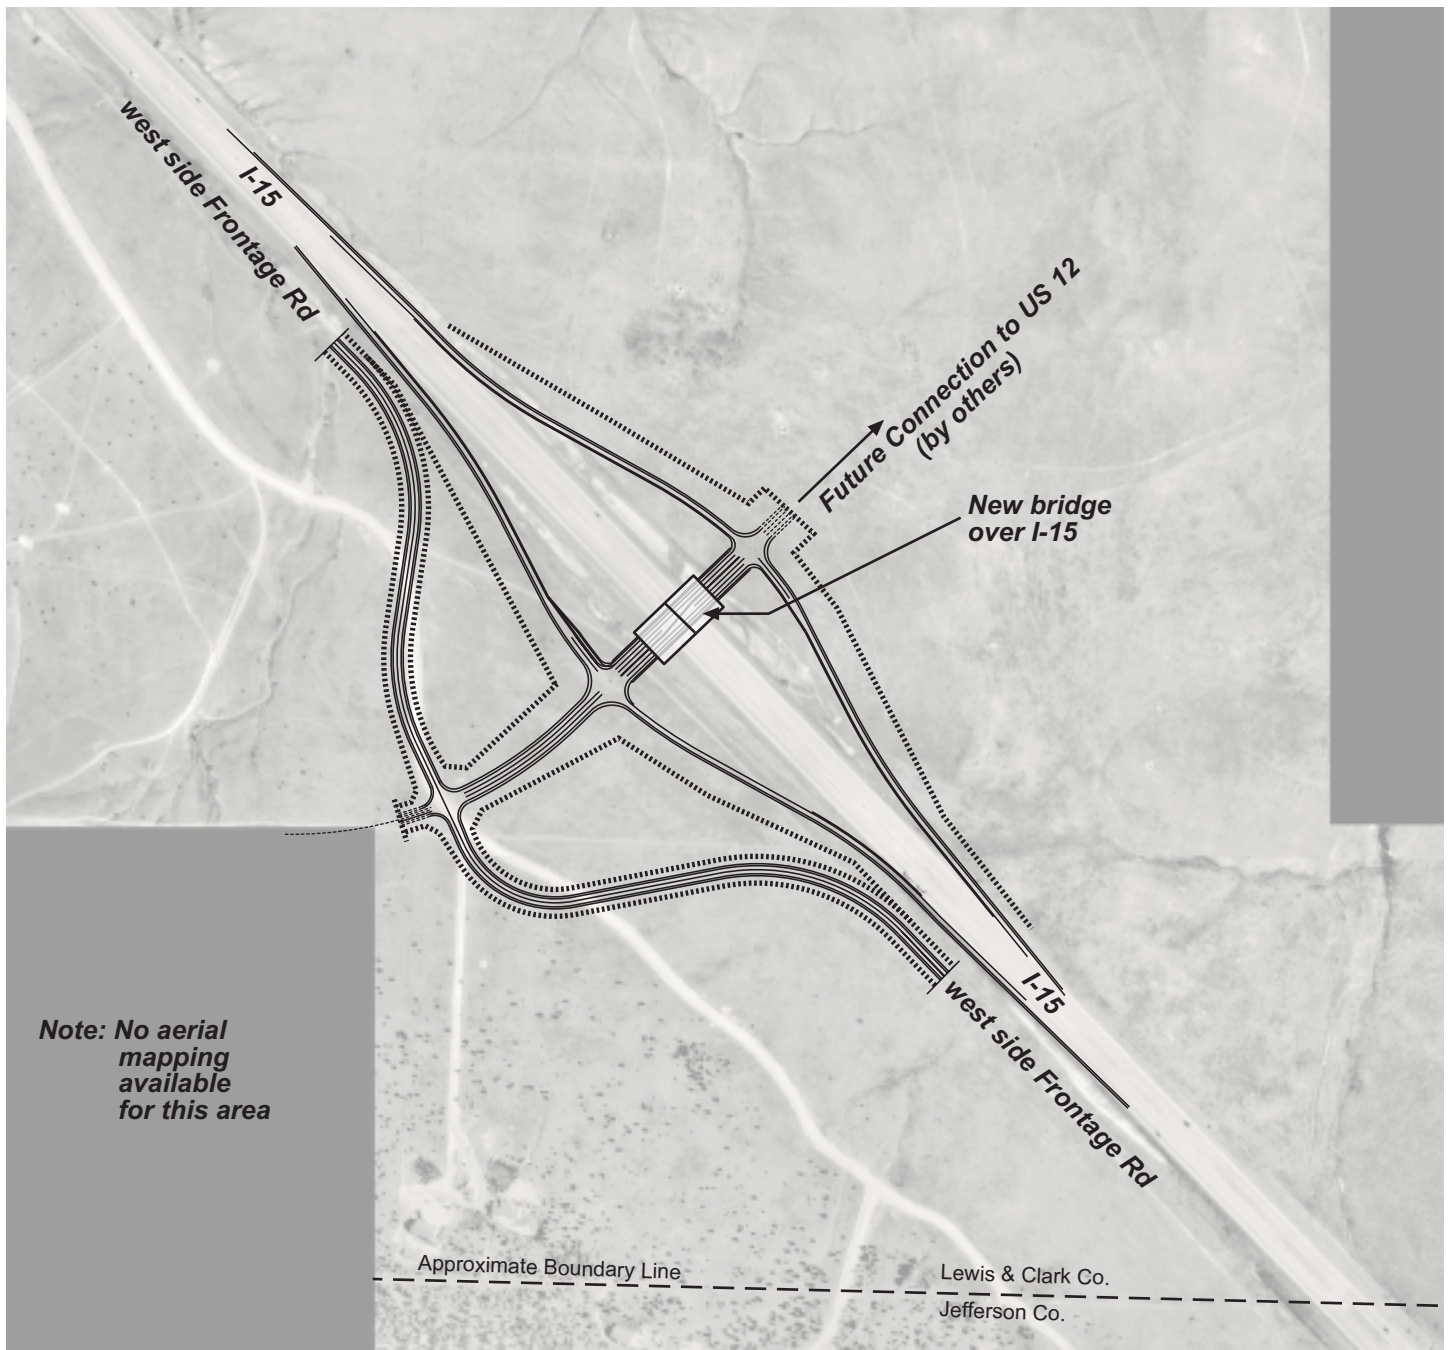 west side Frontage Rd
I-15
Future Connection to US 12
(by others)
New bridge
over I-15
I-15
west side Frontage Rd
Note: No aerial
mapping
available
for this area
Approximate Boundary Line
Lewis & Clark Co.
Jefferson Co.